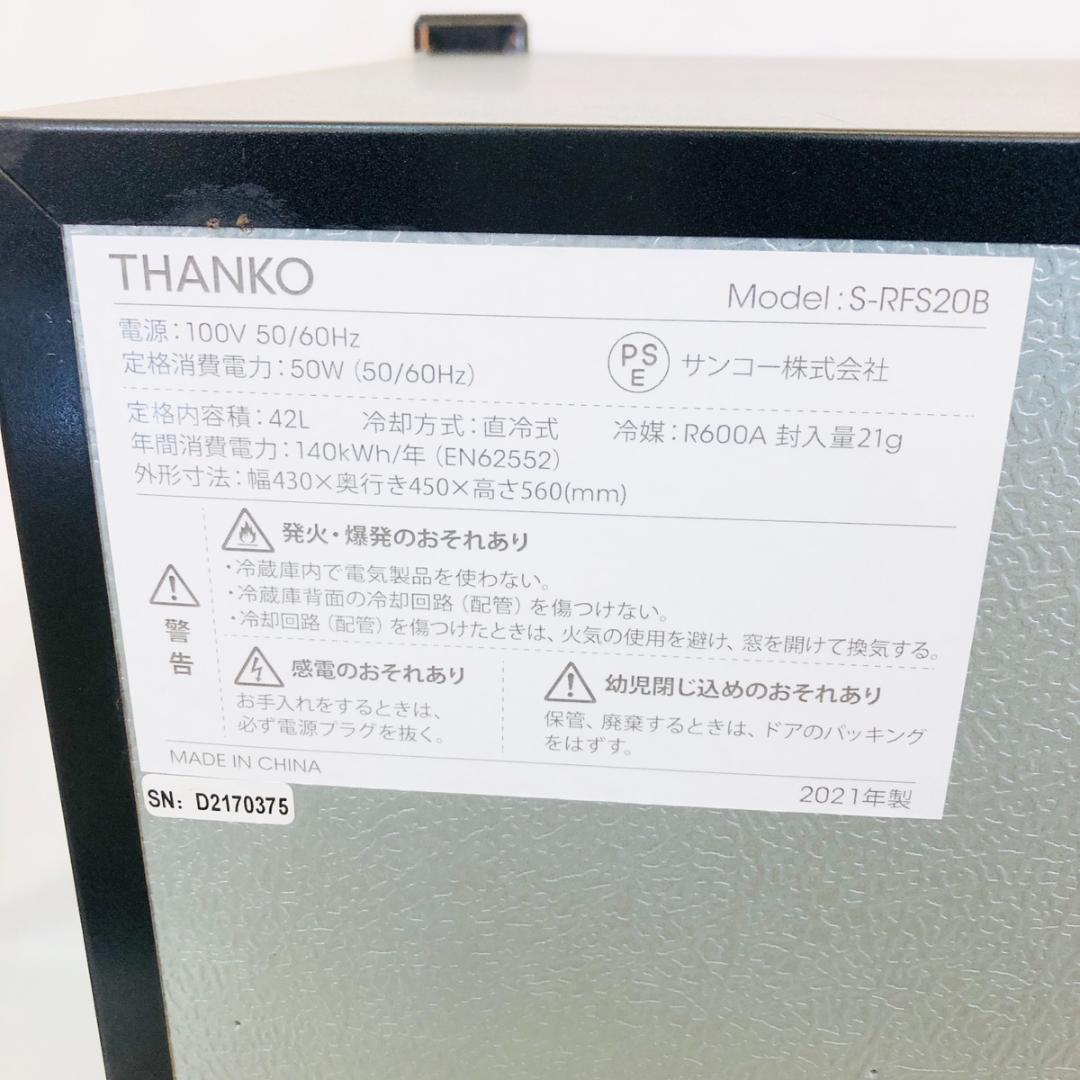 THANKO
Model : S-RFS20B
電源：100V 50/60Hz
定格消費電力：50W（50/60Hz）
PSE サンコー株式会社
定格内容積：42L 冷却方式：直冷式 冷媒：R600A 封入量21g
年間消費電力：140kWh/年（EN62552）
外形寸法：幅430×奥行き450×高さ560(mm)
警告
発火・爆発のおそれあり
・冷蔵庫内で電気製品を使わない。
・冷蔵庫背面の冷却回路（配管）を傷つけない。
・冷却回路（配管）を傷つけたときは、火気の使用を避け、窓を開けて換気する。
感電のおそれあり
お手入れをするときは、
必ず電源プラグを抜く。
幼児閉じ込めのおそれあり
保管、廃棄するときは、ドアのパッキング
をはずす。
MADE IN CHINA
2021年製
SN: D2170375